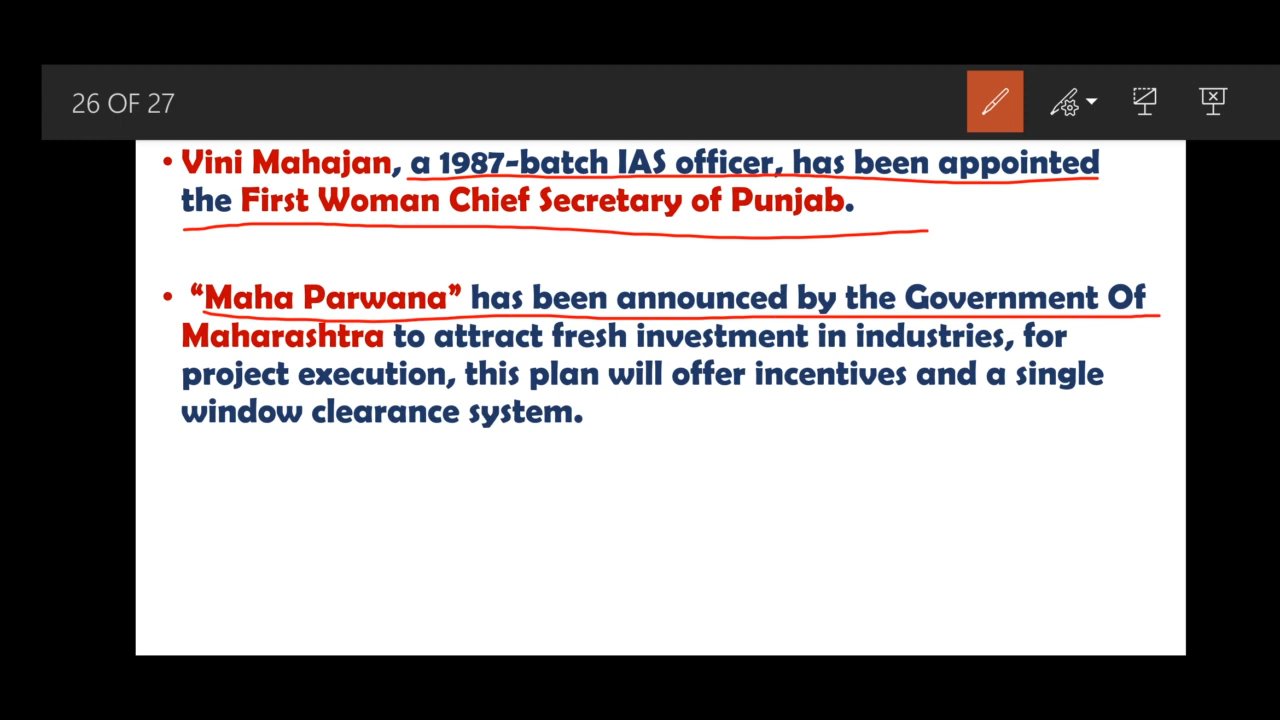 26 OF 27
• Vini Mahajan, a 1987-batch IAS officer, has been appointed
the First Woman Chief Secretary of Punjab.
• “Maha Parwana” has been announced by the Government Of
Maharashtra to attract fresh investment in industries, for
project execution, this plan will offer incentives and a single
window clearance system.